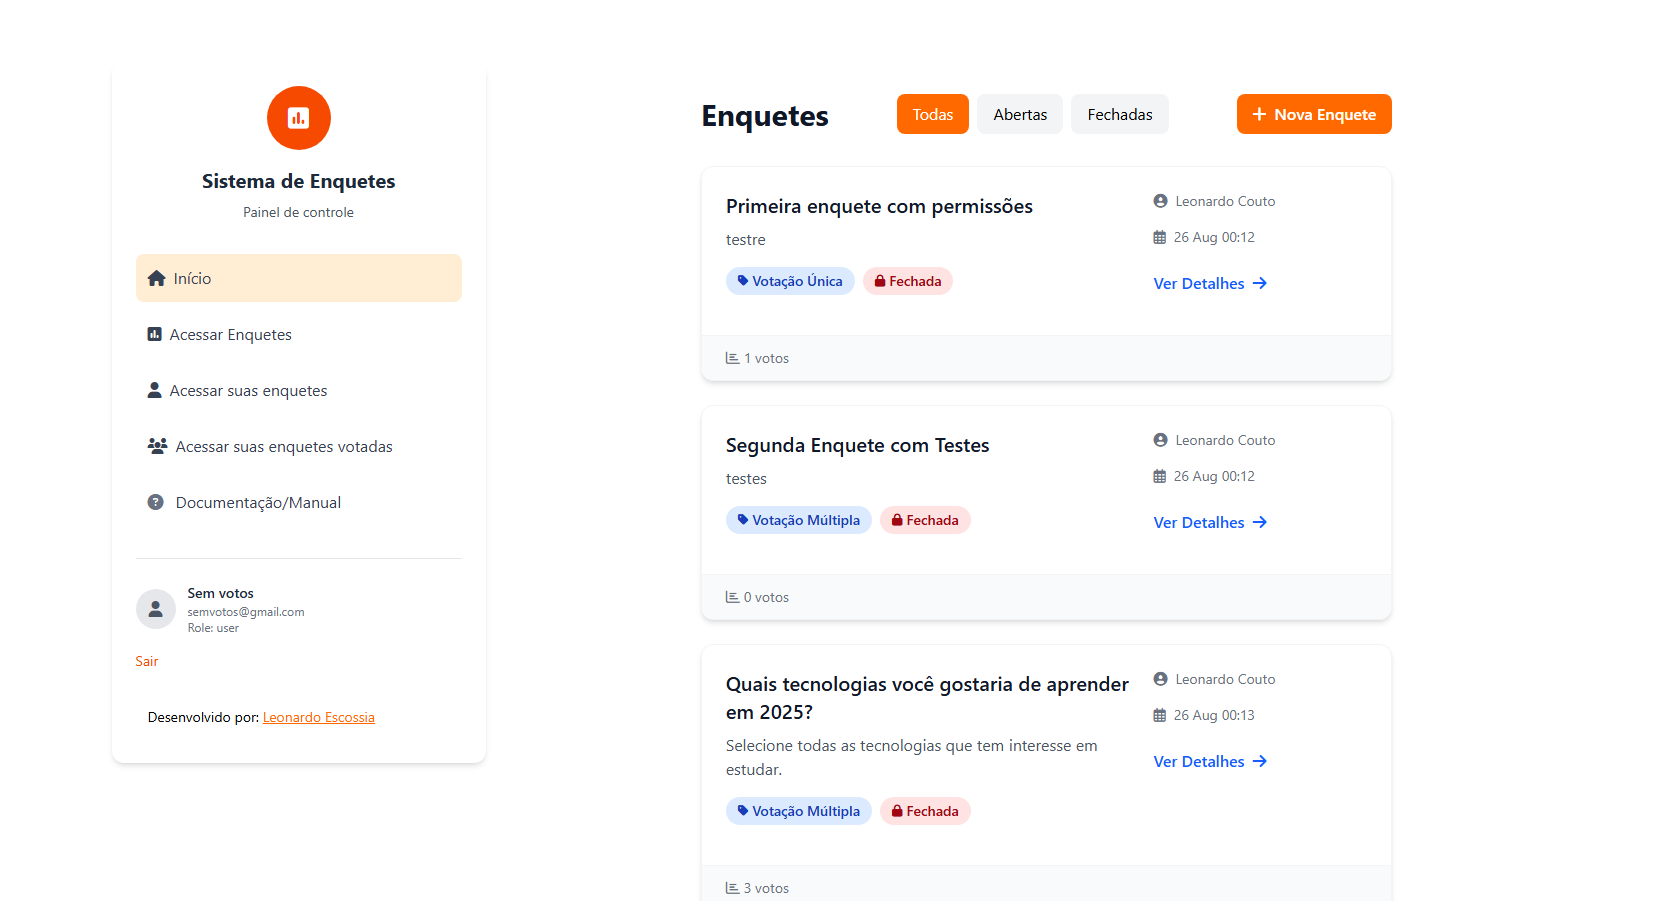 Sistema de Enquetes
Painel de controle
Início
Acessar Enquetes
Acessar suas enquetes
Acessar suas enquetes votadas
Documentação/Manual
Sem votos
semvotos@gmail.com
Role: user
Sair
Desenvolvido por: Leonardo Escossia
Enquetes
Todas
Abertas
Fechadas
Nova Enquete
Primeira enquete com permissões
testre
Votação Única
Fechada
Leonardo Couto
26 Aug 00:12
Ver Detalhes
1 votos
Segunda Enquete com Testes
testes
Votação Múltipla
Fechada
Leonardo Couto
26 Aug 00:12
Ver Detalhes
0 votos
Quais tecnologias você gostaria de aprender
em 2025?
Selecione todas as tecnologias que tem interesse em
estudar.
Votação Múltipla
Fechada
Leonardo Couto
26 Aug 00:13
Ver Detalhes
3 votos